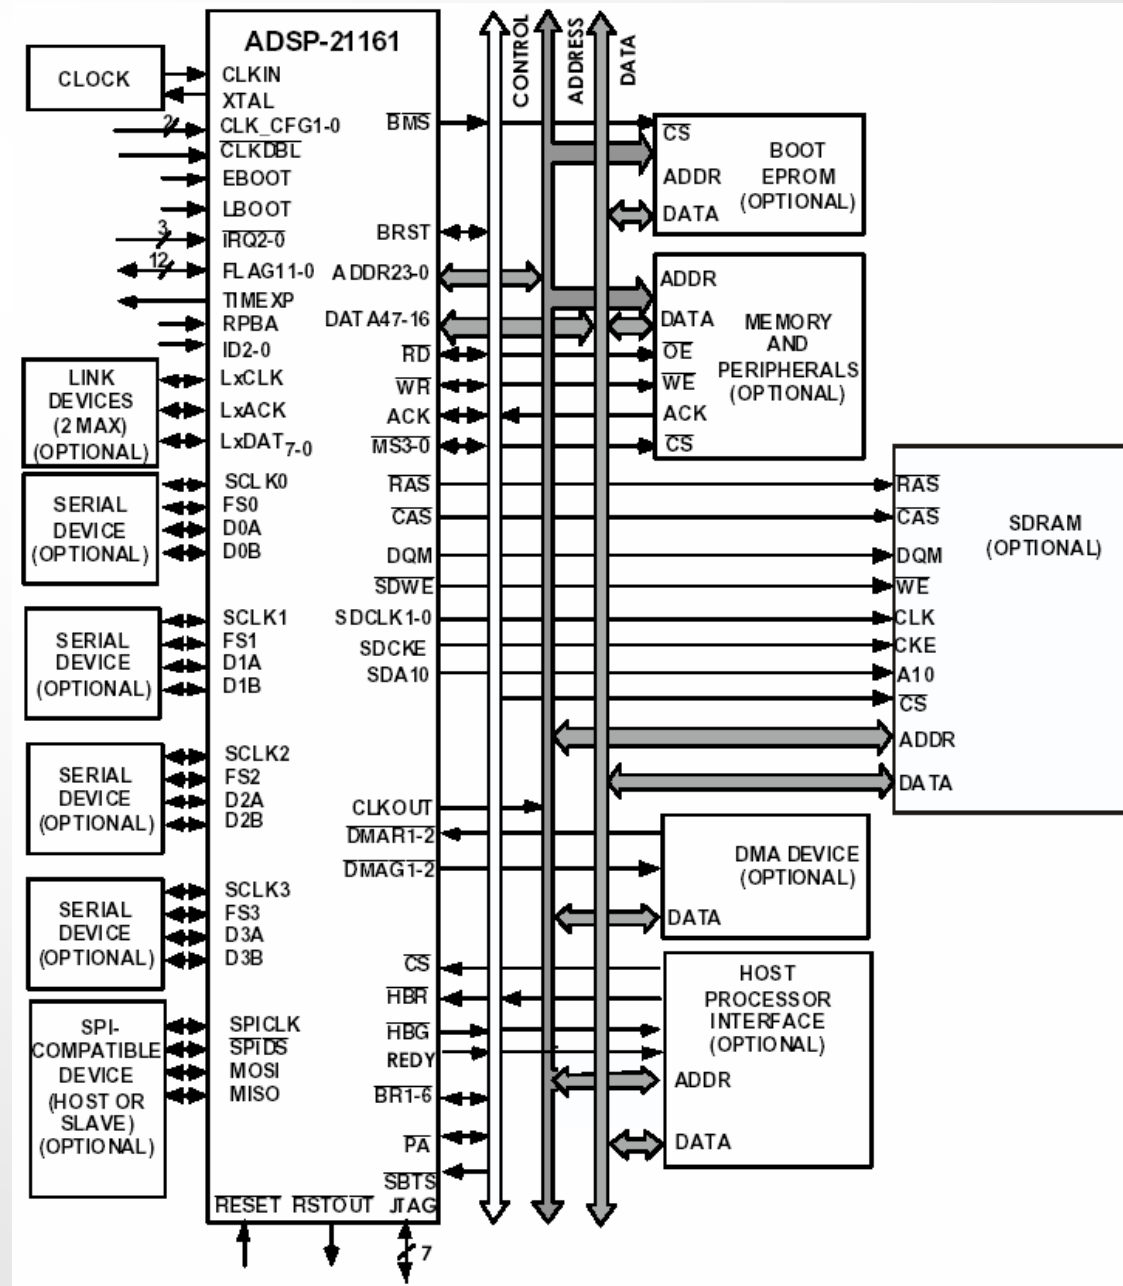 ADSP-21161
CONTROL
ADDRESS
DATA
CLOCK
CLKIN
XTAL
2
CLK_CFG1-0
CLKDBL
EBOOT
LBOOT
3
IRQ2-0
12
FLAG11-0
TIMEXP
RPBA
ID2-0
LINK
DEVICES
(2 MAX)
(OPTIONAL)
LxCLK
LxACK
LxDAT7-0
SERIAL
DEVICE
(OPTIONAL)
SCLK0
FS0
D0A
D0B
SERIAL
DEVICE
(OPTIONAL)
SCLK1
FS1
D1A
D1B
SERIAL
DEVICE
(OPTIONAL)
SCLK2
FS2
D2A
D2B
SERIAL
DEVICE
(OPTIONAL)
SCLK3
FS3
D3A
D3B
SPI-
COMPATIBLE
DEVICE
(HOST OR
SLAVE)
(OPTIONAL)
SPICLK
SPIDS
MOSI
MISO
BMS
BRST
ADDR23-0
DATA47-16
RD
WR
ACK
MS3-0
RAS
CAS
DQM
SDWE
SDCLK1-0
SDCKE
SDA10
CLKOUT
DMAR1-2
DMAG1-2
CS
HBR
HBG
REDY
BR1-6
PA
SBTS
RESET RSTOUT JTAG
7
CS
ADDR
DATA
BOOT
EPROM
(OPTIONAL)
ADDR
DATA
OE
WE
ACK
CS
MEMORY
AND
PERIPHERALS
(OPTIONAL)
RAS
CAS
DQM
WE
CLK
CKE
A10
CS
ADDR
DATA
SDRAM
(OPTIONAL)
DMA DEVICE
(OPTIONAL)
DATA
HOST
PROCESSOR
INTERFACE
(OPTIONAL)
ADDR
DATA